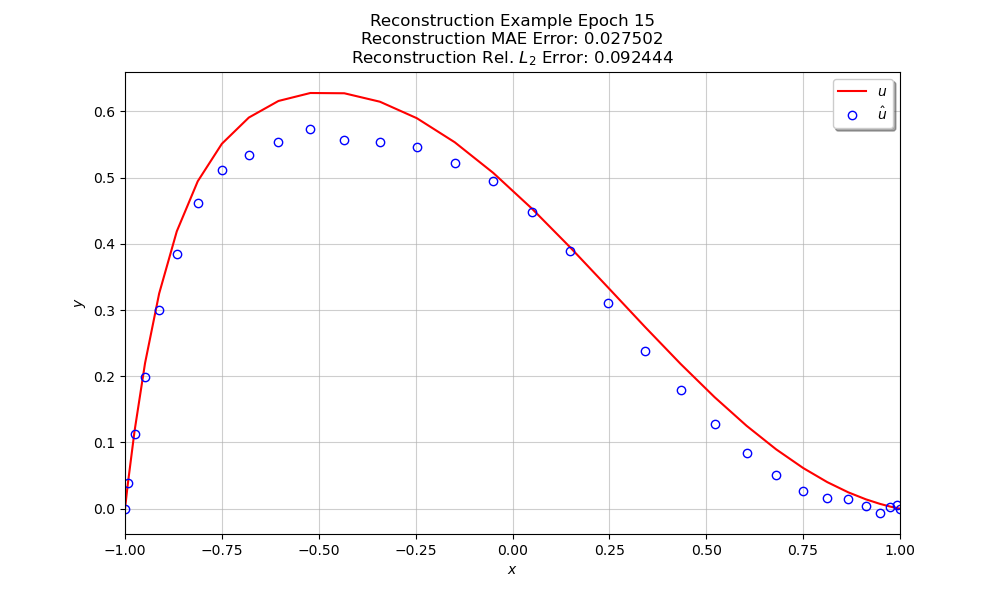 Reconstruction Example Epoch 15
Reconstruction MAE Error: 0.027502
Reconstruction Rel. L₂ Error: 0.092444
u
û
0.6
0.5
0.4
0.3
0.2
0.1
0.0
y
−1.00 −0.75 −0.50 −0.25 0.00 0.25 0.50 0.75 1.00
x